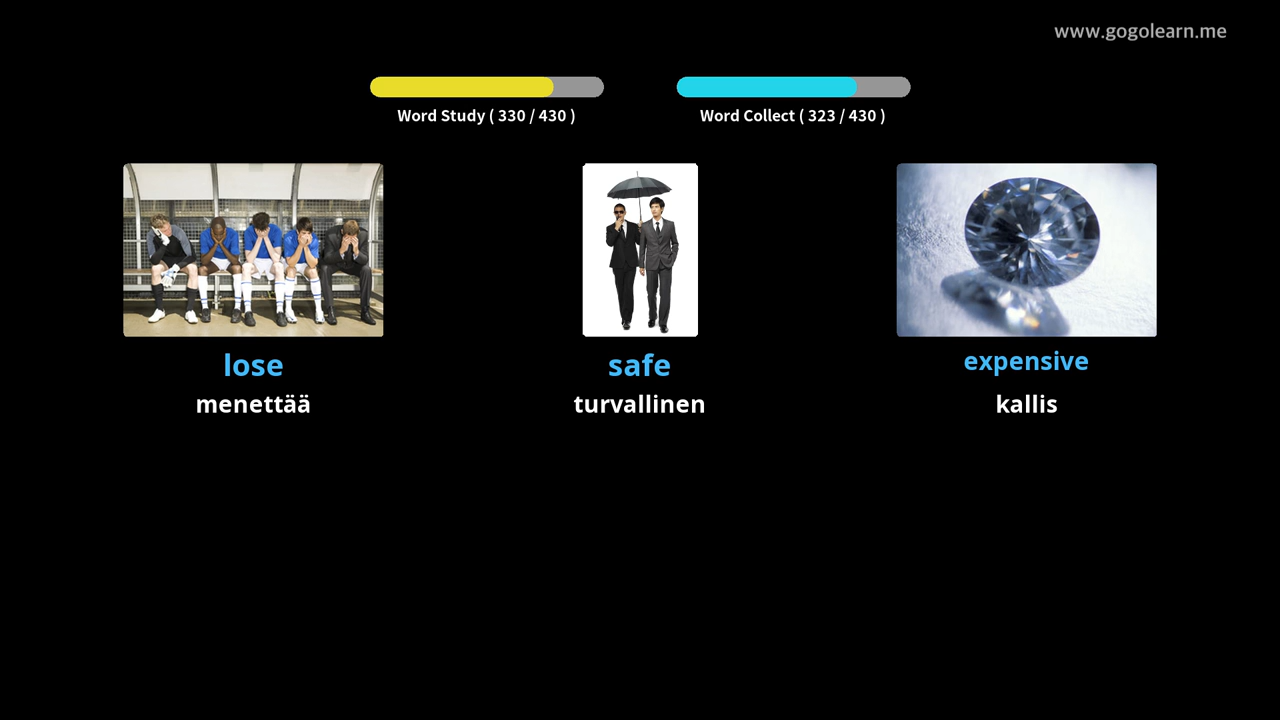 www.gogolearn.me
Word Study ( 330 / 430 )
Word Collect ( 323 / 430 )
lose
safe
expensive
menettää
turvallinen
kallis